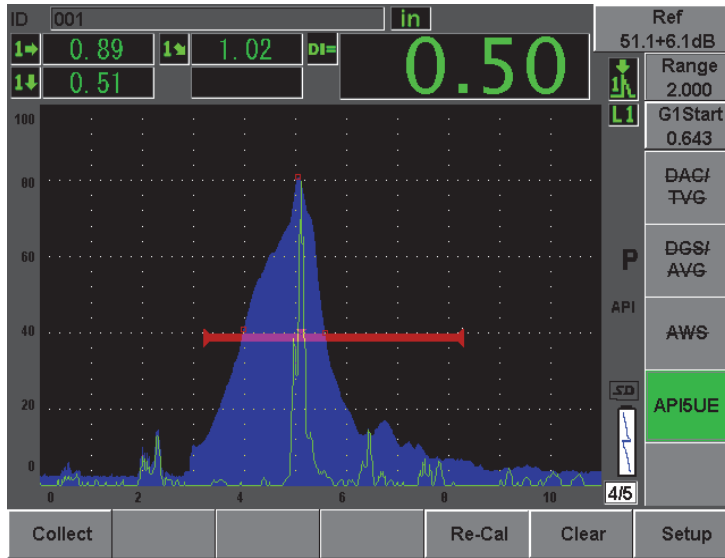 ID 001 in Ref
51.1+6.1dB
1 0.89 1 1.02 DI= 0.50
1 0.51
1
Range
2.000
L1
G1Start
0.643
DAC/
TVG
DGS/
AVG
AWS
API5UE
P
API
SD
4/5
100
80
60
40
20
0
0 2 4 6 8 10
Collect Re-Cal Clear Setup